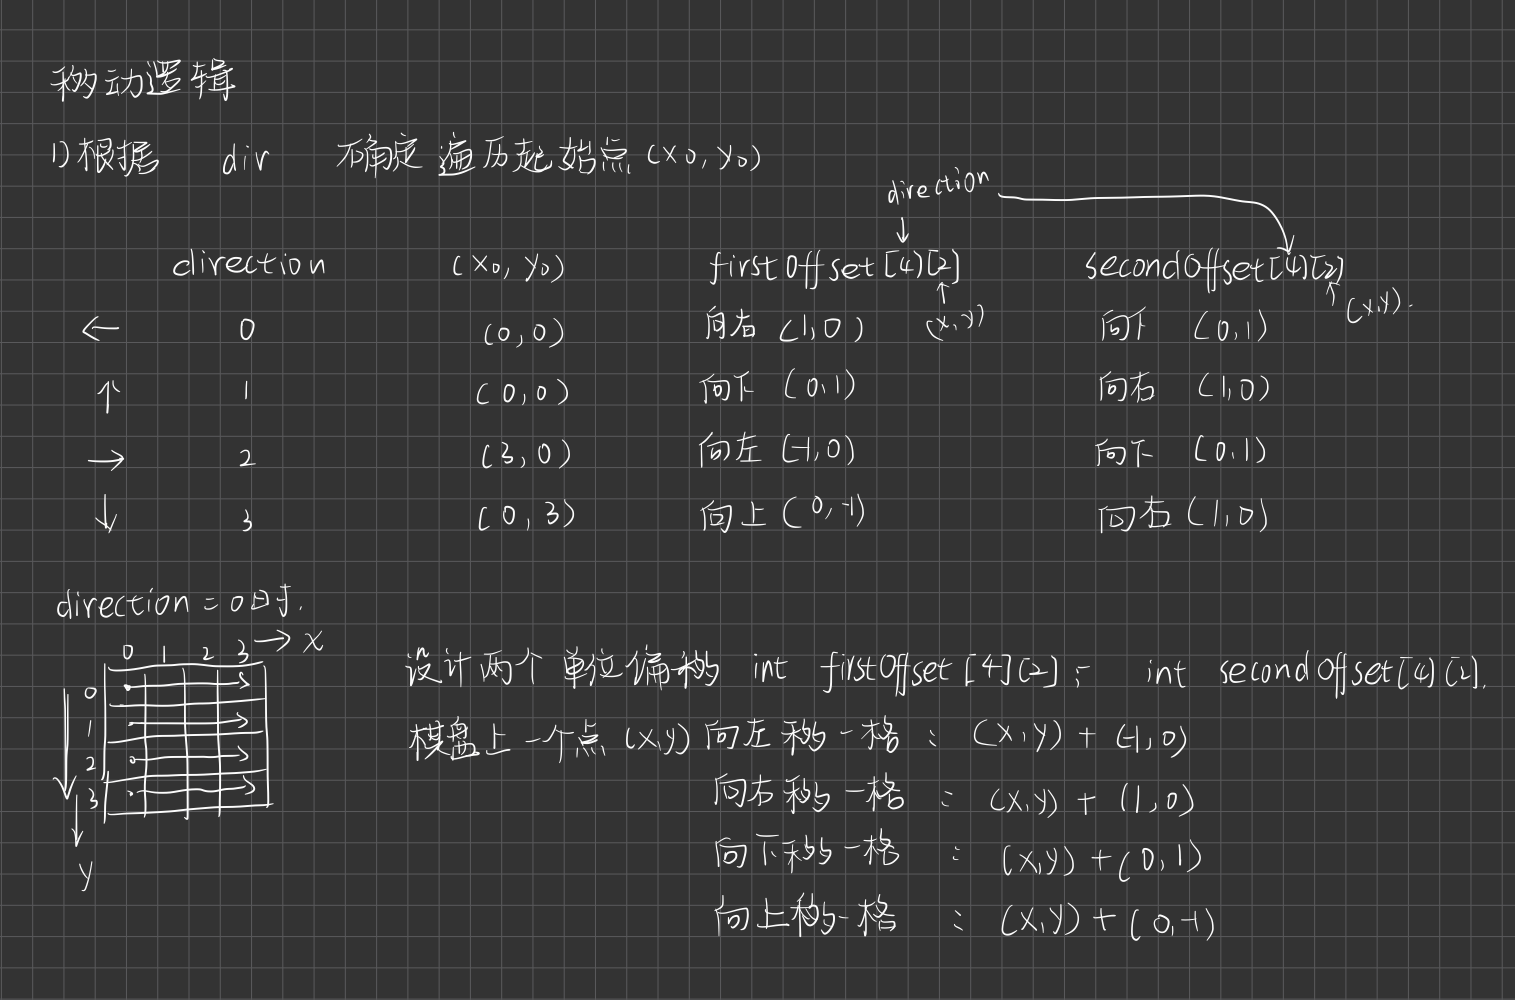 移动逻辑
1) 根据 dir 确定 遍历起始点 (x0, y0)
direction
direction (x0, y0) firstOffset[4][2] secondOffset[4][2]
(x,y) (x,y).
← 0 (0,0) 向右 (1,0) 向下 (0,1)
↑ 1 (0,0) 向下 (0,1) 向右 (1,0)
→ 2 (3,0) 向左 (-1,0) 向下 (0,1)
↓ 3 (0,3) 向上 (0,-1) 向右 (1,0)
direction = 0时.
0 1 2 3 → x
0
1
2
3
y
设计两个 单位偏移 int firstOffset[4][2]; int secondOffset[4][2].
棋盘上一个点 (x,y) 向左移一格 : (x,y) + (-1,0)
向右移一格 : (x,y) + (1,0)
向下移一格 : (x,y) + (0,1)
向上移一格 : (x,y) + (0,-1)